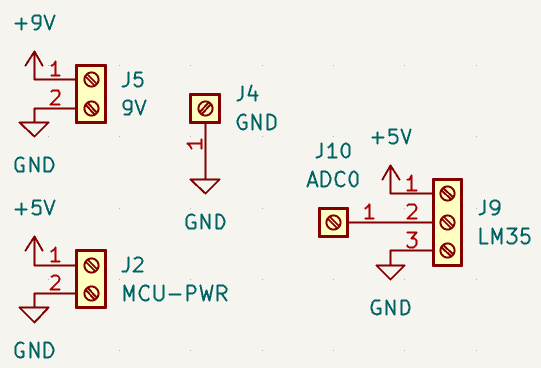 +9V
1
2
J5
9V
GND
J4
GND
1
GND
+5V
1
2
J2
MCU-PWR
GND
J10
ADC0
1
+5V
1
2
3
J9
LM35
GND